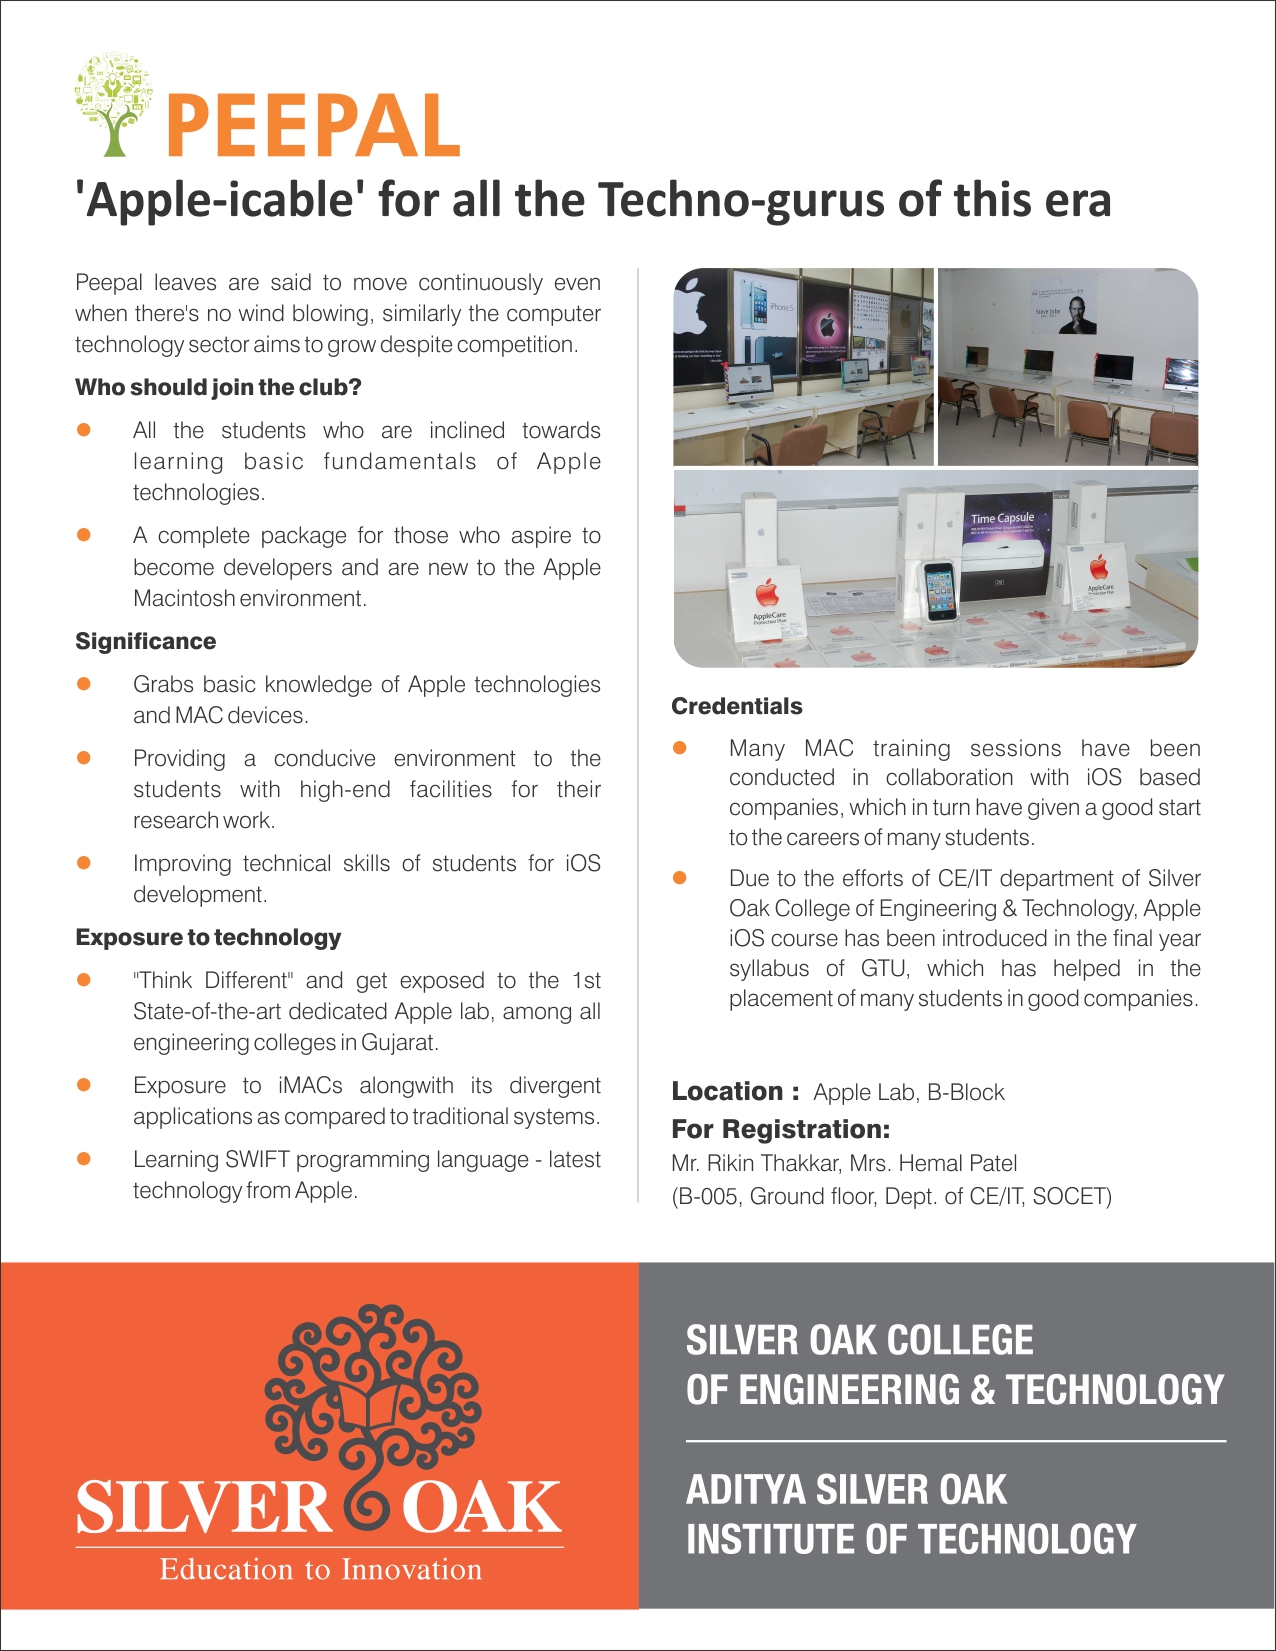 PEEPAL
'Apple-icable' for all the Techno-gurus of this era
Peepal leaves are said to move continuously even
when there's no wind blowing, similarly the computer
technology sector aims to grow despite competition.
Who should join the club?
All the students who are inclined towards
learning basic fundamentals of Apple
technologies.
A complete package for those who aspire to
become developers and are new to the Apple
Macintosh environment.
Significance
Grabs basic knowledge of Apple technologies
and MAC devices.
Providing a conducive environment to the
students with high-end facilities for their
research work.
Improving technical skills of students for iOS
development.
Exposure to technology
"Think Different" and get exposed to the 1st
State-of-the-art dedicated Apple lab, among all
engineering colleges in Gujarat.
Exposure to iMACs alongwith its divergent
applications as compared to traditional systems.
Learning SWIFT programming language - latest
technology from Apple.
iPhone 5
Steve Jobs
Time Capsule
AppleCare
Protection Plan
AppleCare
Protection Plan
Credentials
Many MAC training sessions have been
conducted in collaboration with iOS based
companies, which in turn have given a good start
to the careers of many students.
Due to the efforts of CE/IT department of Silver
Oak College of Engineering & Technology, Apple
iOS course has been introduced in the final year
syllabus of GTU, which has helped in the
placement of many students in good companies.
Location : Apple Lab, B-Block
For Registration:
Mr. Rikin Thakkar, Mrs. Hemal Patel
(B-005, Ground floor, Dept. of CE/IT, SOCET)
SILVER OAK
Education to Innovation
SILVER OAK COLLEGE
OF ENGINEERING & TECHNOLOGY
ADITYA SILVER OAK
INSTITUTE OF TECHNOLOGY